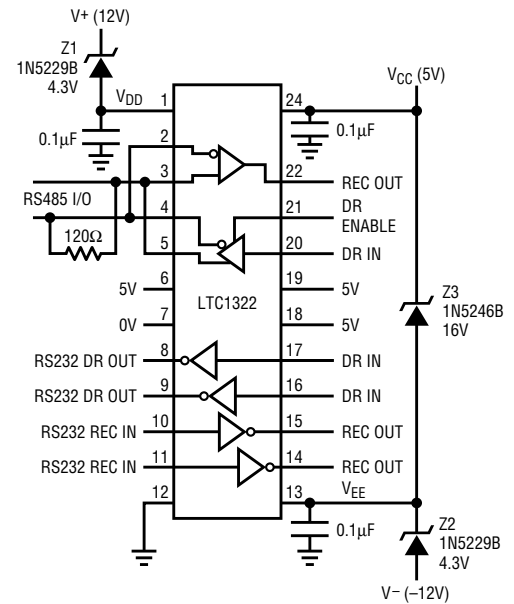 V+ (12V)
Z1
1N5229B
4.3V
VCC (5V)
VDD
1
24
0.1µF
0.1µF
2
3
22
REC OUT
RS485 I/O
4
21
DR
ENABLE
120Ω
5
20
DR IN
5V
6
19
5V
LTC1322
Z3
1N5246B
16V
0V
7
18
5V
RS232 DR OUT
8
17
DR IN
RS232 DR OUT
9
16
DR IN
RS232 REC IN
10
15
REC OUT
RS232 REC IN
11
14
REC OUT
12
13
VEE
0.1µF
Z2
1N5229B
4.3V
V– (–12V)